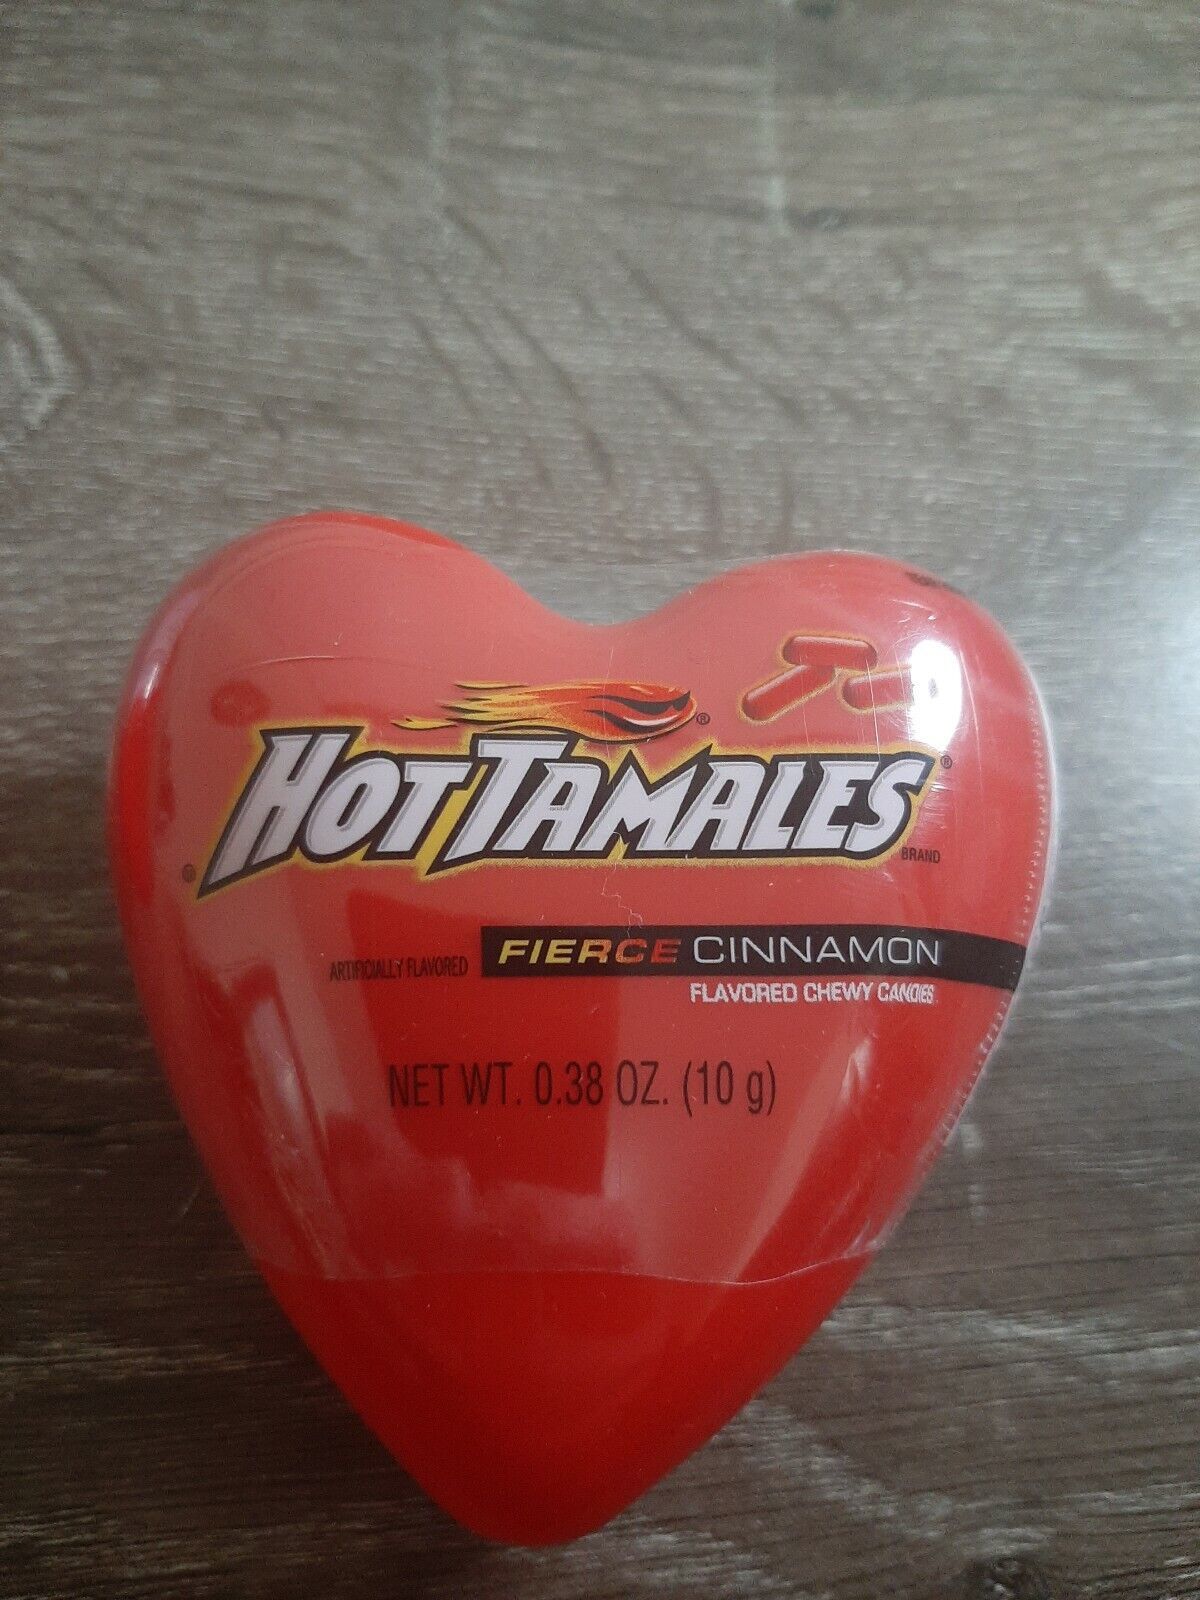 HOT TAMALES®
BRAND
ARTIFICIALLY FLAVORED
FIERCE CINNAMON
FLAVORED CHEWY CANDIES
NET WT. 0.38 OZ. (10 g)